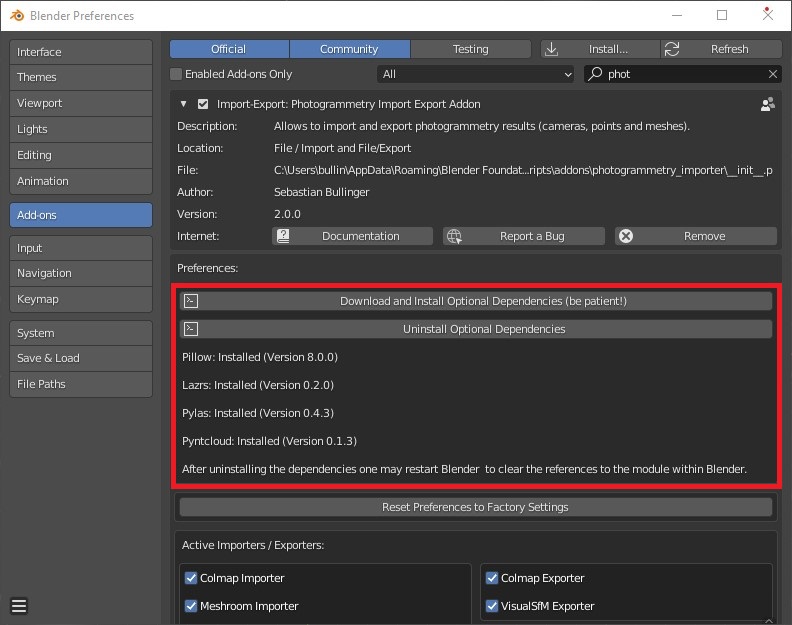 Blender Preferences
Interface
Themes
Viewport
Lights
Editing
Animation
Add-ons
Input
Navigation
Keymap
System
Save & Load
File Paths
Official Community Testing Install... Refresh
Enabled Add-ons Only All phot
Import-Export: Photogrammetry Import Export Addon
Description: Allows to import and export photogrammetry results (cameras, points and meshes).
Location: File / Import and File/Export
File: C:\Users\bullin\AppData\Roaming\Blender Foundat...ripts\addons\photogrammetry_importer\__init__.p
Author: Sebastian Bullinger
Version: 2.0.0
Internet: Documentation Report a Bug Remove
Preferences:
Download and Install Optional Dependencies (be patient!)
Uninstall Optional Dependencies
Pillow: Installed (Version 8.0.0)
Lazrs: Installed (Version 0.2.0)
Pylas: Installed (Version 0.4.3)
Pyntcloud: Installed (Version 0.1.3)
After uninstalling the dependencies one may restart Blender  to clear the references to the module within Blender.
Reset Preferences to Factory Settings
Active Importers / Exporters:
Colmap Importer Colmap Exporter
Meshroom Importer VisualSfM Exporter